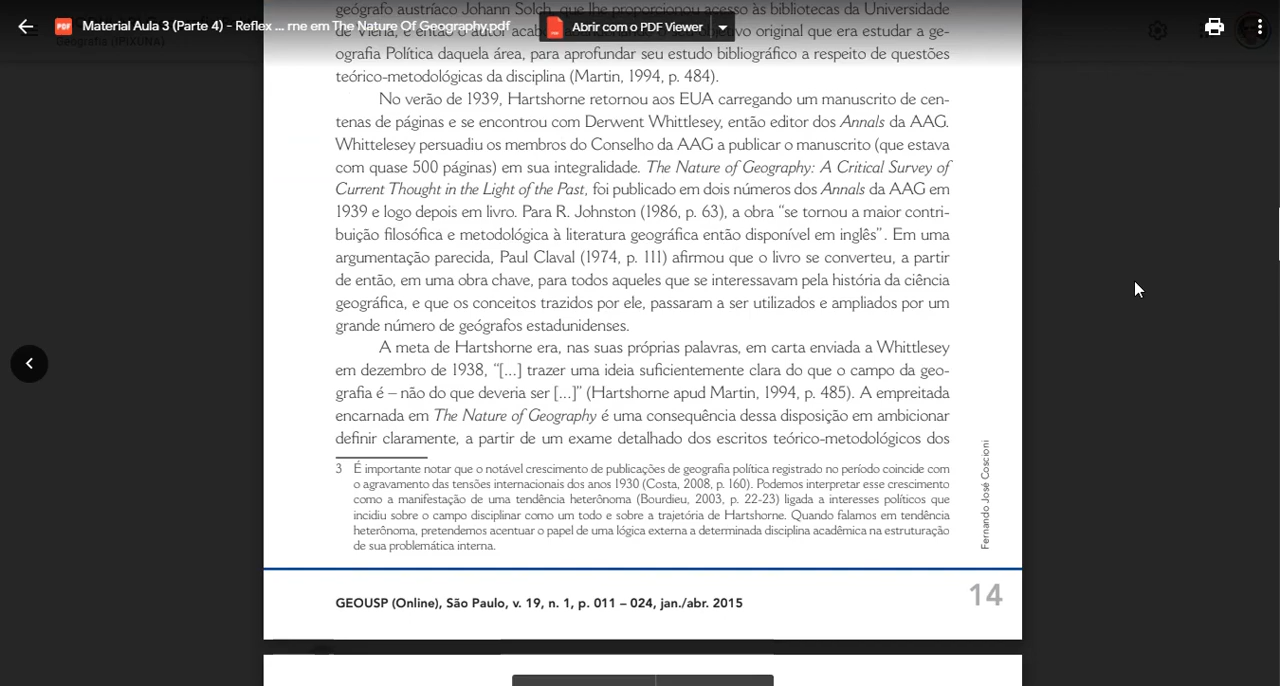 geógrafo austríaco Johann Solch, que lhe proporcionou acesso às bibliotecas da Universidade
Material Aula 3 (Parte 4) - Reflex ... rne em The Nature Of Geography.pdf
Abrir com o PDF Viewer
de Viena, e então o autor objetivo original que era estudar a ge-
Geografia (IPIXUNA)
ografia Política daquela área, para aprofundar seu estudo bibliográfico a respeito de questões
teórico-metodológicas da disciplina (Martin, 1994, p. 484).
No verão de 1939, Hartshorne retornou aos EUA carregando um manuscrito de cen-
tenas de páginas e se encontrou com Derwent Whittlesey, então editor dos Annals da AAG.
Whittelesey persuadiu os membros do Conselho da AAG a publicar o manuscrito (que estava
com quase 500 páginas) em sua integralidade. The Nature of Geography: A Critical Survey of
Current Thought in the Light of the Past, foi publicado em dois números dos Annals da AAG em
1939 e logo depois em livro. Para R. Johnston (1986, p. 63), a obra “se tornou a maior contri-
buição filosófica e metodológica à literatura geográfica então disponível em inglês”. Em uma
argumentação parecida, Paul Claval (1974, p. 111) afirmou que o livro se converteu, a partir
de então, em uma obra chave, para todos aqueles que se interessavam pela história da ciência
geográfica, e que os conceitos trazidos por ele, passaram a ser utilizados e ampliados por um
grande número de geógrafos estadunidenses.
A meta de Hartshorne era, nas suas próprias palavras, em carta enviada a Whittlesey
em dezembro de 1938, “[...] trazer uma ideia suficientemente clara do que o campo da geo-
grafia é – não do que deveria ser [...]” (Hartshorne apud Martin, 1994, p. 485). A empreitada
encarnada em The Nature of Geography é uma consequência dessa disposição em ambicionar
definir claramente, a partir de um exame detalhado dos escritos teórico-metodológicos dos
3 É importante notar que o notável crescimento de publicações de geografia política registrado no período coincide com
o agravamento das tensões internacionais dos anos 1930 (Costa, 2008, p. 160). Podemos interpretar esse crescimento
como a manifestação de uma tendência heterônoma (Bourdieu, 2003, p. 22-23) ligada a interesses políticos que
incidiu sobre o campo disciplinar como um todo e sobre a trajetória de Hartshorne. Quando falamos em tendência
heterônoma, pretendemos acentuar o papel de uma lógica externa a determinada disciplina acadêmica na estruturação
de sua problemática interna.
Fernando José Coscioni
GEOUSP (Online), São Paulo, v. 19, n. 1, p. 011 – 024, jan./abr. 2015
14